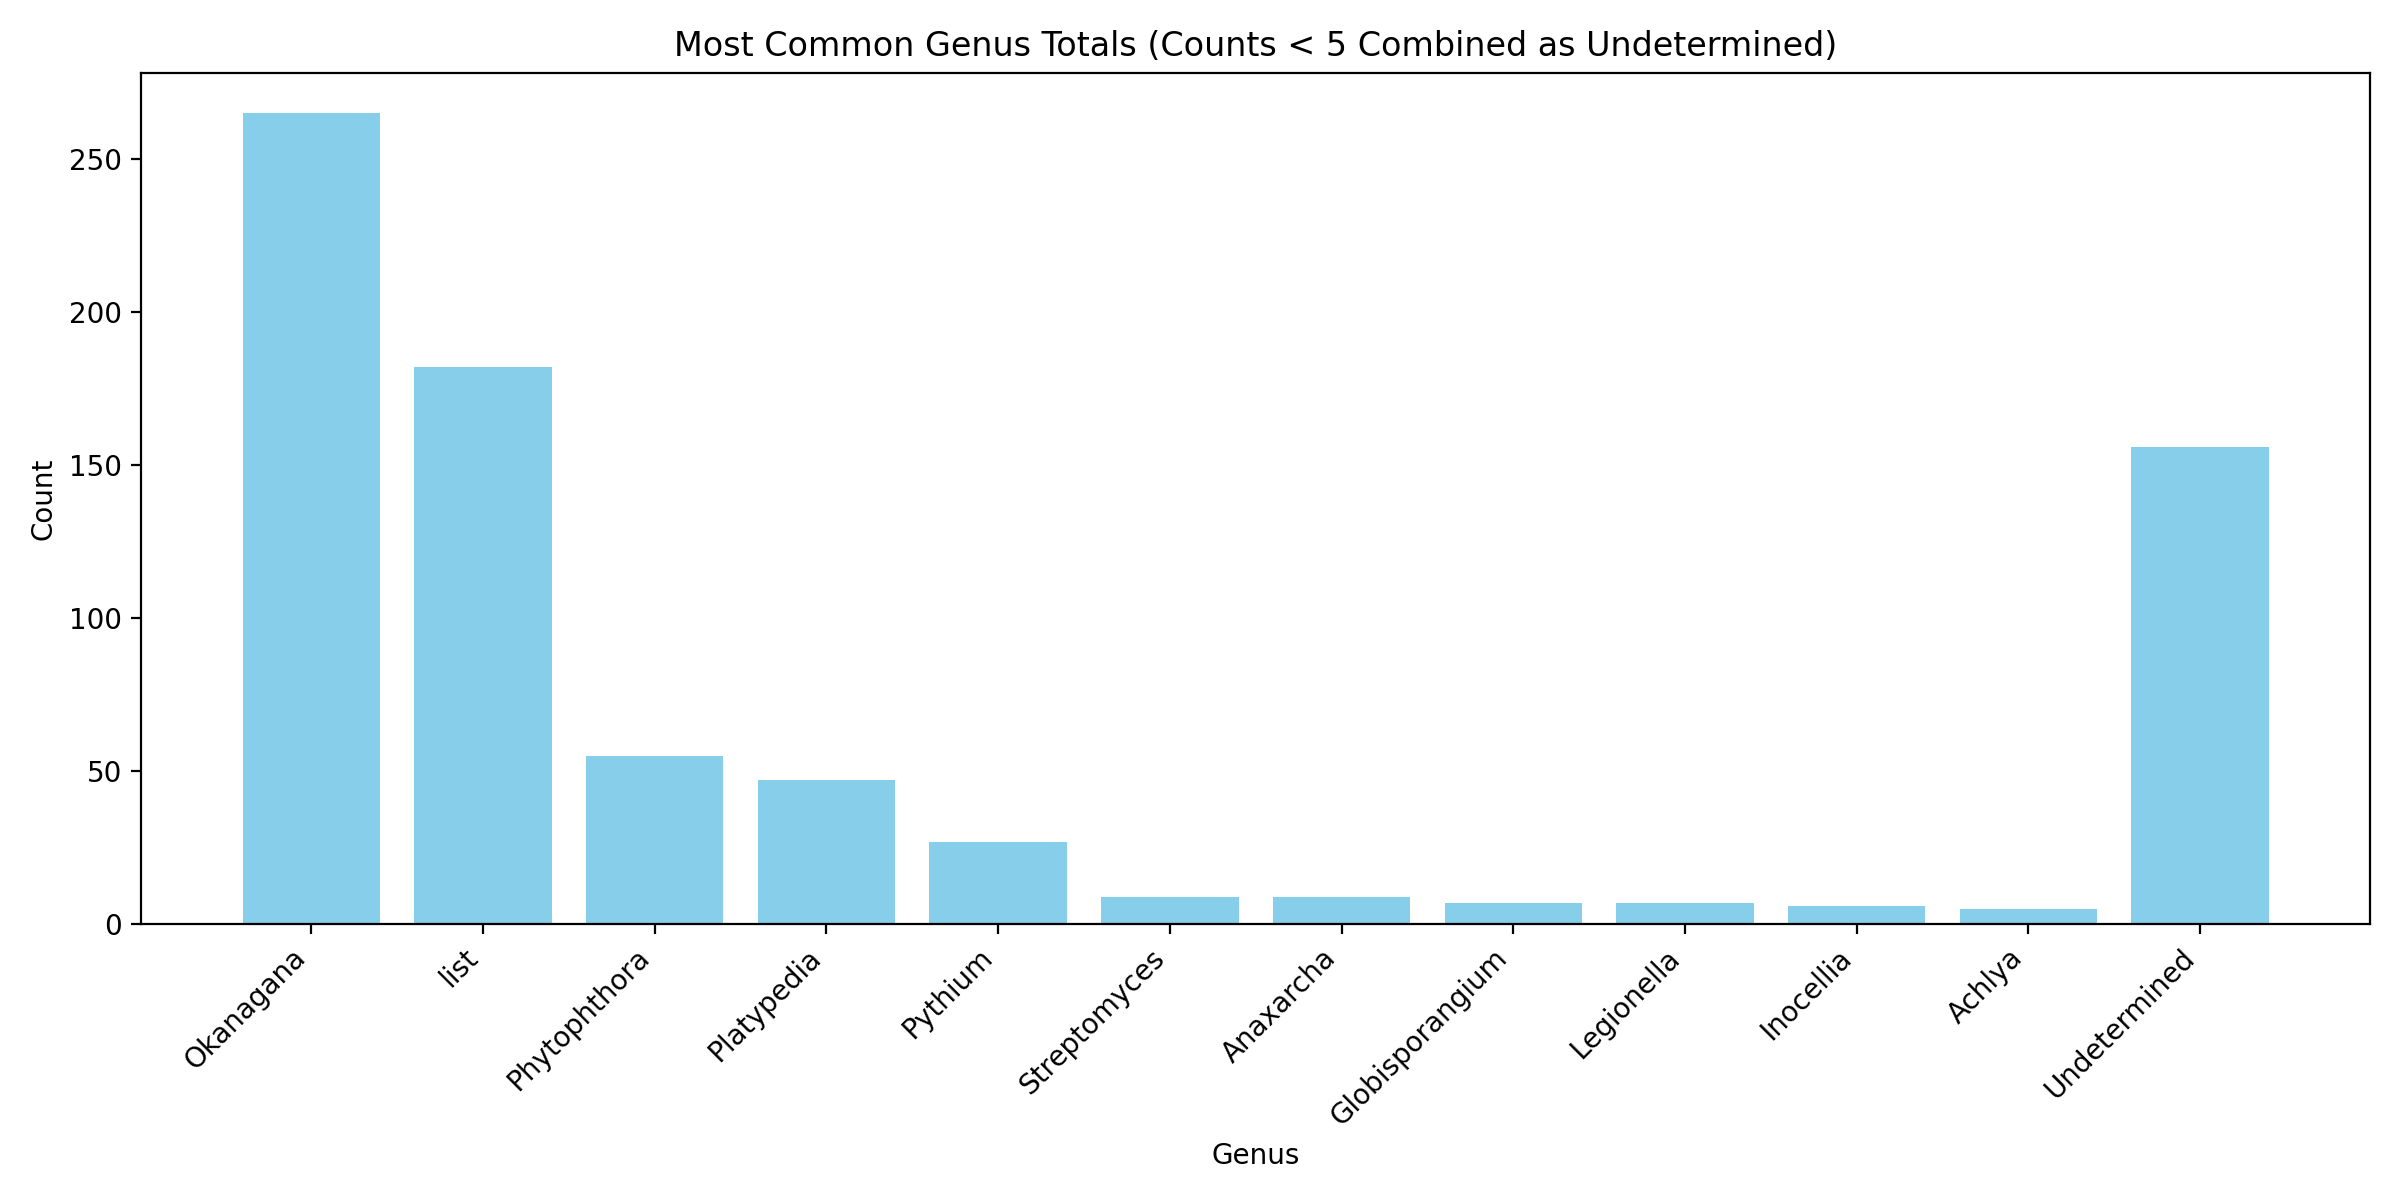 Most Common Genus Totals (Counts < 5 Combined as Undetermined)
Count
250
200
150
100
50
0
Okanagana
list
Phytophthora
Platypedia
Pythium
Streptomyces
Anaxarcha
Globisporangium
Legionella
Inocellia
Achlya
Undetermined
Genus